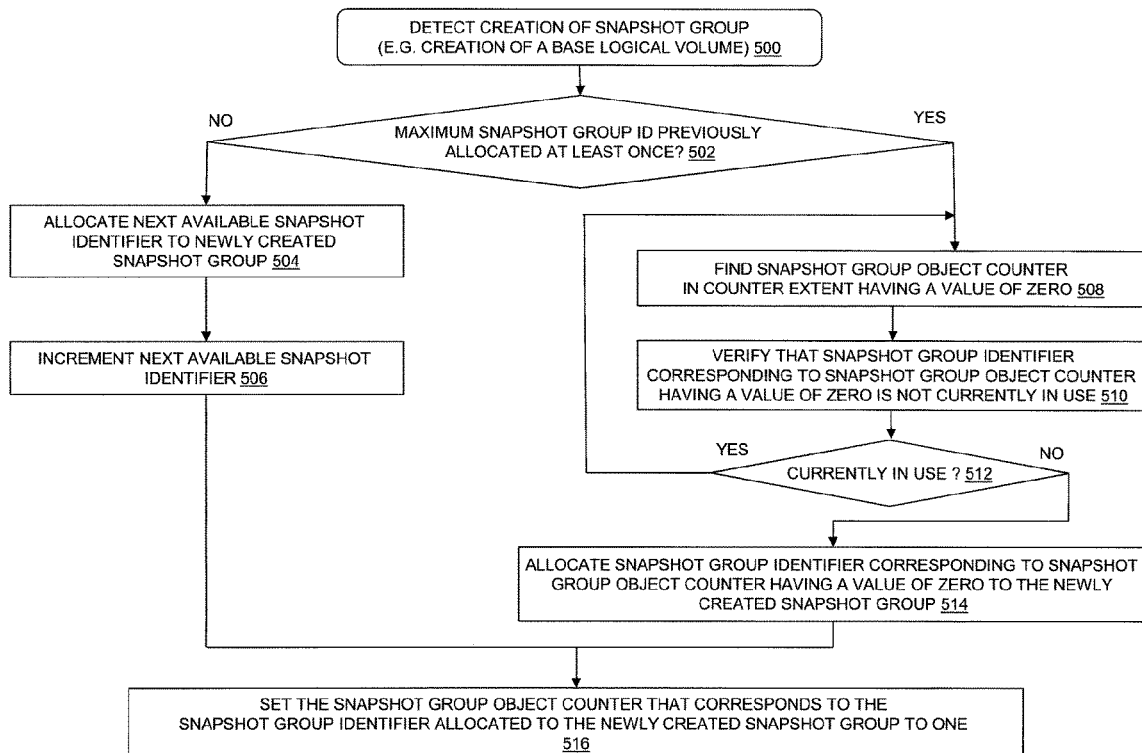 DETECT CREATION OF SNAPSHOT GROUP
(E.G. CREATION OF A BASE LOGICAL VOLUME) 500
NO
YES
MAXIMUM SNAPSHOT GROUP ID PREVIOUSLY
ALLOCATED AT LEAST ONCE? 502
ALLOCATE NEXT AVAILABLE SNAPSHOT
IDENTIFIER TO NEWLY CREATED
SNAPSHOT GROUP 504
INCREMENT NEXT AVAILABLE SNAPSHOT
IDENTIFIER 506
FIND SNAPSHOT GROUP OBJECT COUNTER
IN COUNTER EXTENT HAVING A VALUE OF ZERO 508
VERIFY THAT SNAPSHOT GROUP IDENTIFIER
CORRESPONDING TO SNAPSHOT GROUP OBJECT COUNTER
HAVING A VALUE OF ZERO IS NOT CURRENTLY IN USE 510
YES
NO
CURRENTLY IN USE ? 512
ALLOCATE SNAPSHOT GROUP IDENTIFIER CORRESPONDING TO SNAPSHOT
GROUP OBJECT COUNTER HAVING A VALUE OF ZERO TO THE NEWLY
CREATED SNAPSHOT GROUP 514
SET THE SNAPSHOT GROUP OBJECT COUNTER THAT CORRESPONDS TO THE
SNAPSHOT GROUP IDENTIFIER ALLOCATED TO THE NEWLY CREATED SNAPSHOT GROUP TO ONE
516